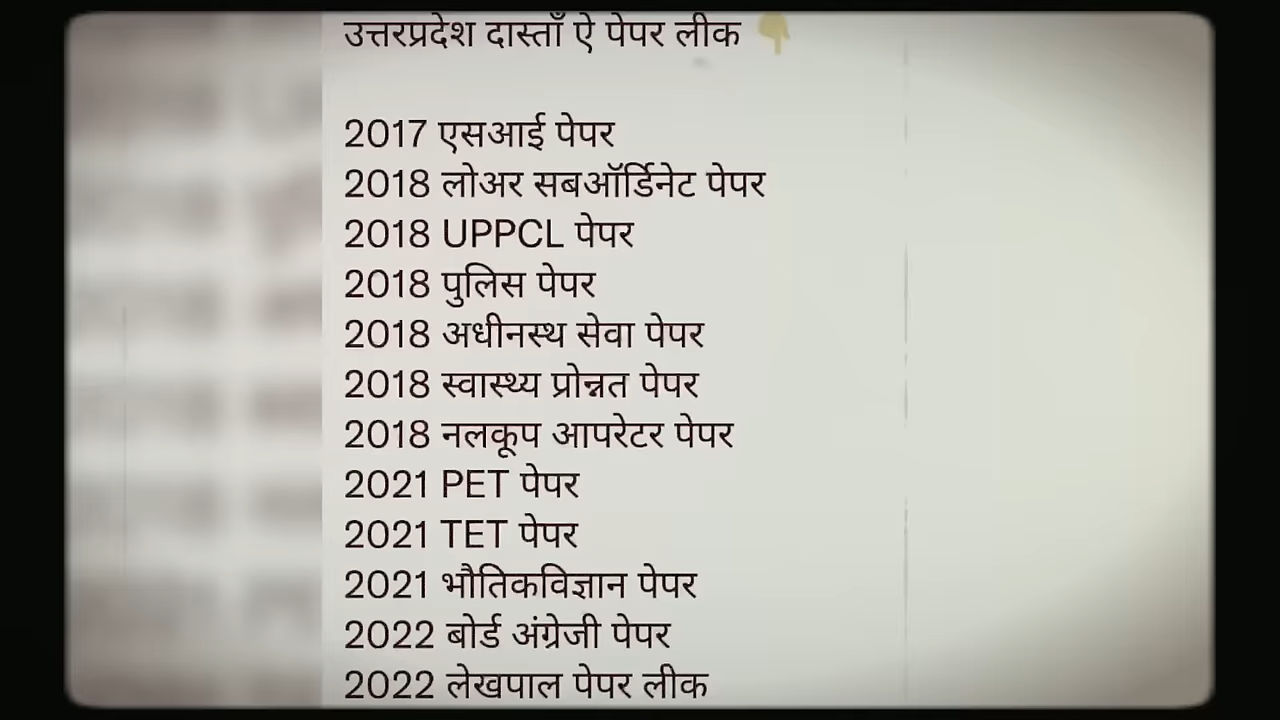 उत्तरप्रदेश दास्ताँ ऐ पेपर लीक 👇
2017 एसआई पेपर
2018 लोअर सबऑर्डिनेट पेपर
2018 UPPCL पेपर
2018 पुलिस पेपर
2018 अधीनस्थ सेवा पेपर
2018 स्वास्थ्य प्रोन्नत पेपर
2018 नलकूप आपरेटर पेपर
2021 PET पेपर
2021 TET पेपर
2021 भौतिकविज्ञान पेपर
2022 बोर्ड अंग्रेजी पेपर
2022 लेखपाल पेपर लीक